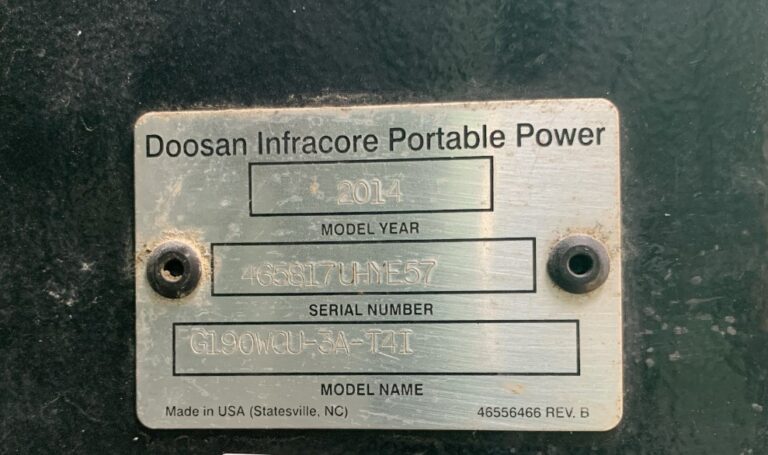 Doosan Infracore Portable Power
2014
MODEL YEAR
465817UHYE57
SERIAL NUMBER
G190WCU-3A-T4I
MODEL NAME
Made in USA (Statesville, NC) 46556466 REV. B